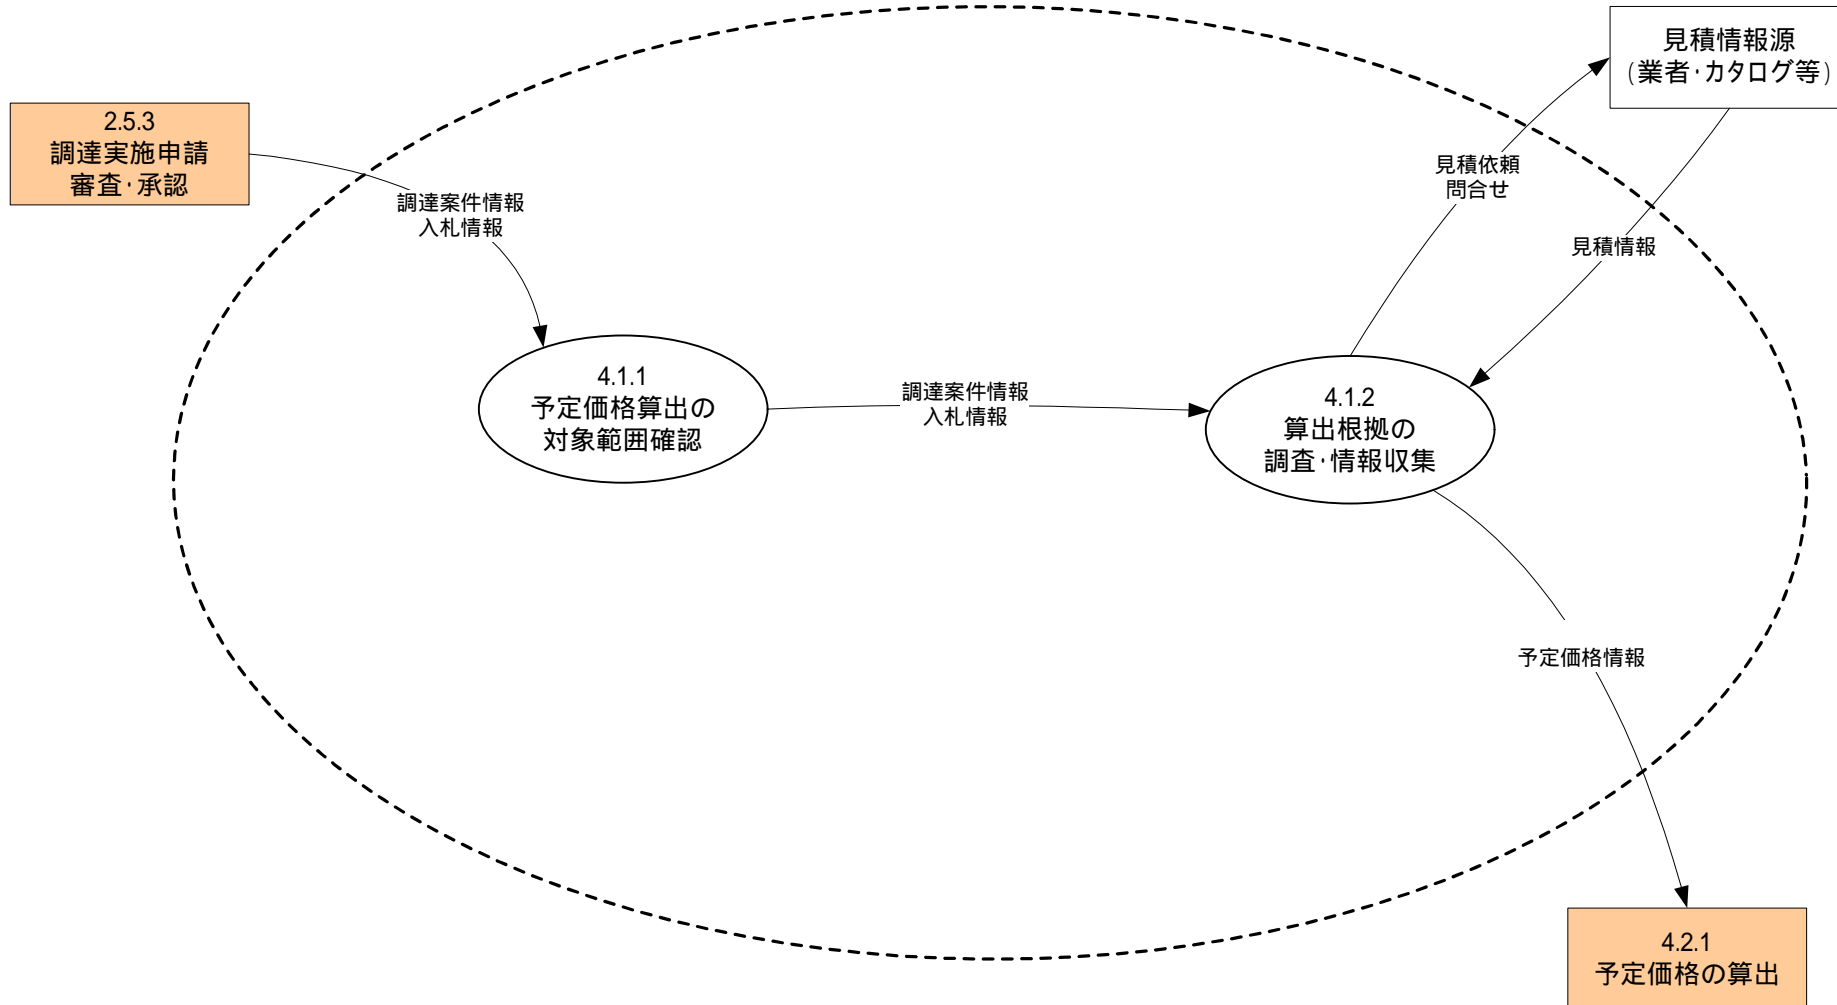 見積情報源
(業者・カタログ等)
2.5.3
調達実施申請
審査・承認
見積依頼
問合せ
調達案件情報
入札情報
見積情報
4.1.1
予定価格算出の
対象範囲確認
調達案件情報
入札情報
4.1.2
算出根拠の
調査・情報収集
予定価格情報
4.2.1
予定価格の算出